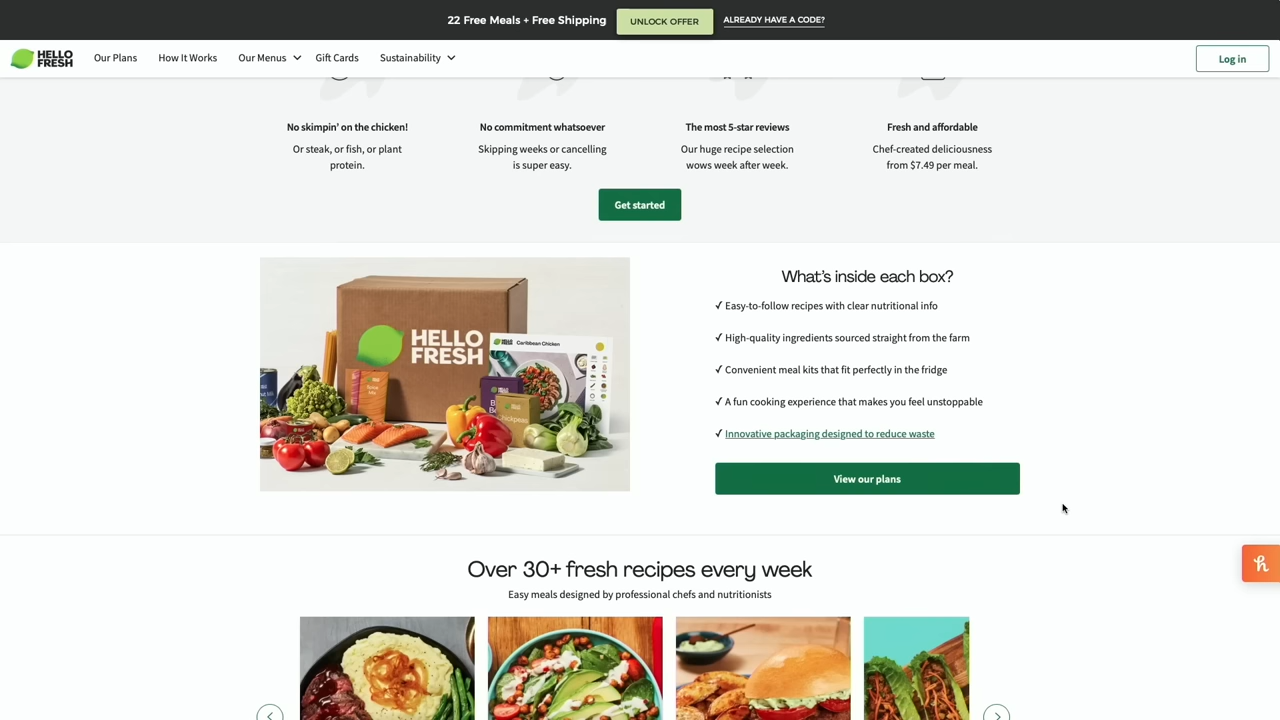 22 Free Meals + Free Shipping
UNLOCK OFFER
ALREADY HAVE A CODE?
HELLO
FRESH
Our Plans
How It Works
Our Menus
Gift Cards
Sustainability
Log in
No skimpin' on the chicken!
Or steak, or fish, or plant
protein.
No commitment whatsoever
Skipping weeks or cancelling
is super easy.
The most 5-star reviews
Our huge recipe selection
wows week after week.
Fresh and affordable
Chef-created deliciousness
from $7.49 per meal.
Get started
HELLO
FRESH
Caribbean Chicken
What's inside each box?
✓ Easy-to-follow recipes with clear nutritional info
✓ High-quality ingredients sourced straight from the farm
✓ Convenient meal kits that fit perfectly in the fridge
✓ A fun cooking experience that makes you feel unstoppable
✓ Innovative packaging designed to reduce waste
View our plans
Over 30+ fresh recipes every week
Easy meals designed by professional chefs and nutritionists